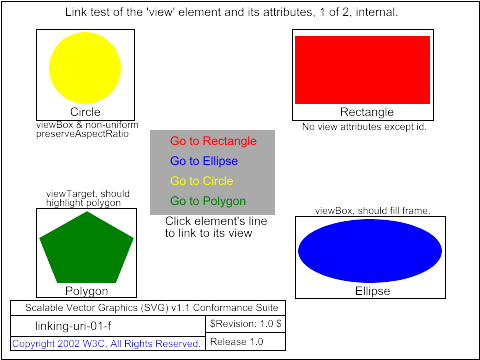 Link test of the 'view' element and its attributes, 1 of 2, internal.
Circle
viewBox & non-uniform
preserveAspectRatio
Rectangle
No view attributes except id.
Go to Rectangle
Go to Ellipse
Go to Circle
Go to Polygon
Click element's line
to link to its view
viewTarget, should
highlight polygon
Polygon
viewBox, should fill frame.
Ellipse
Scalable Vector Graphics (SVG) v1.1 Conformance Suite
linking-uri-01-f
$Revision: 1.0 $
Copyright 2002 W3C. All Rights Reserved.
Release 1.0